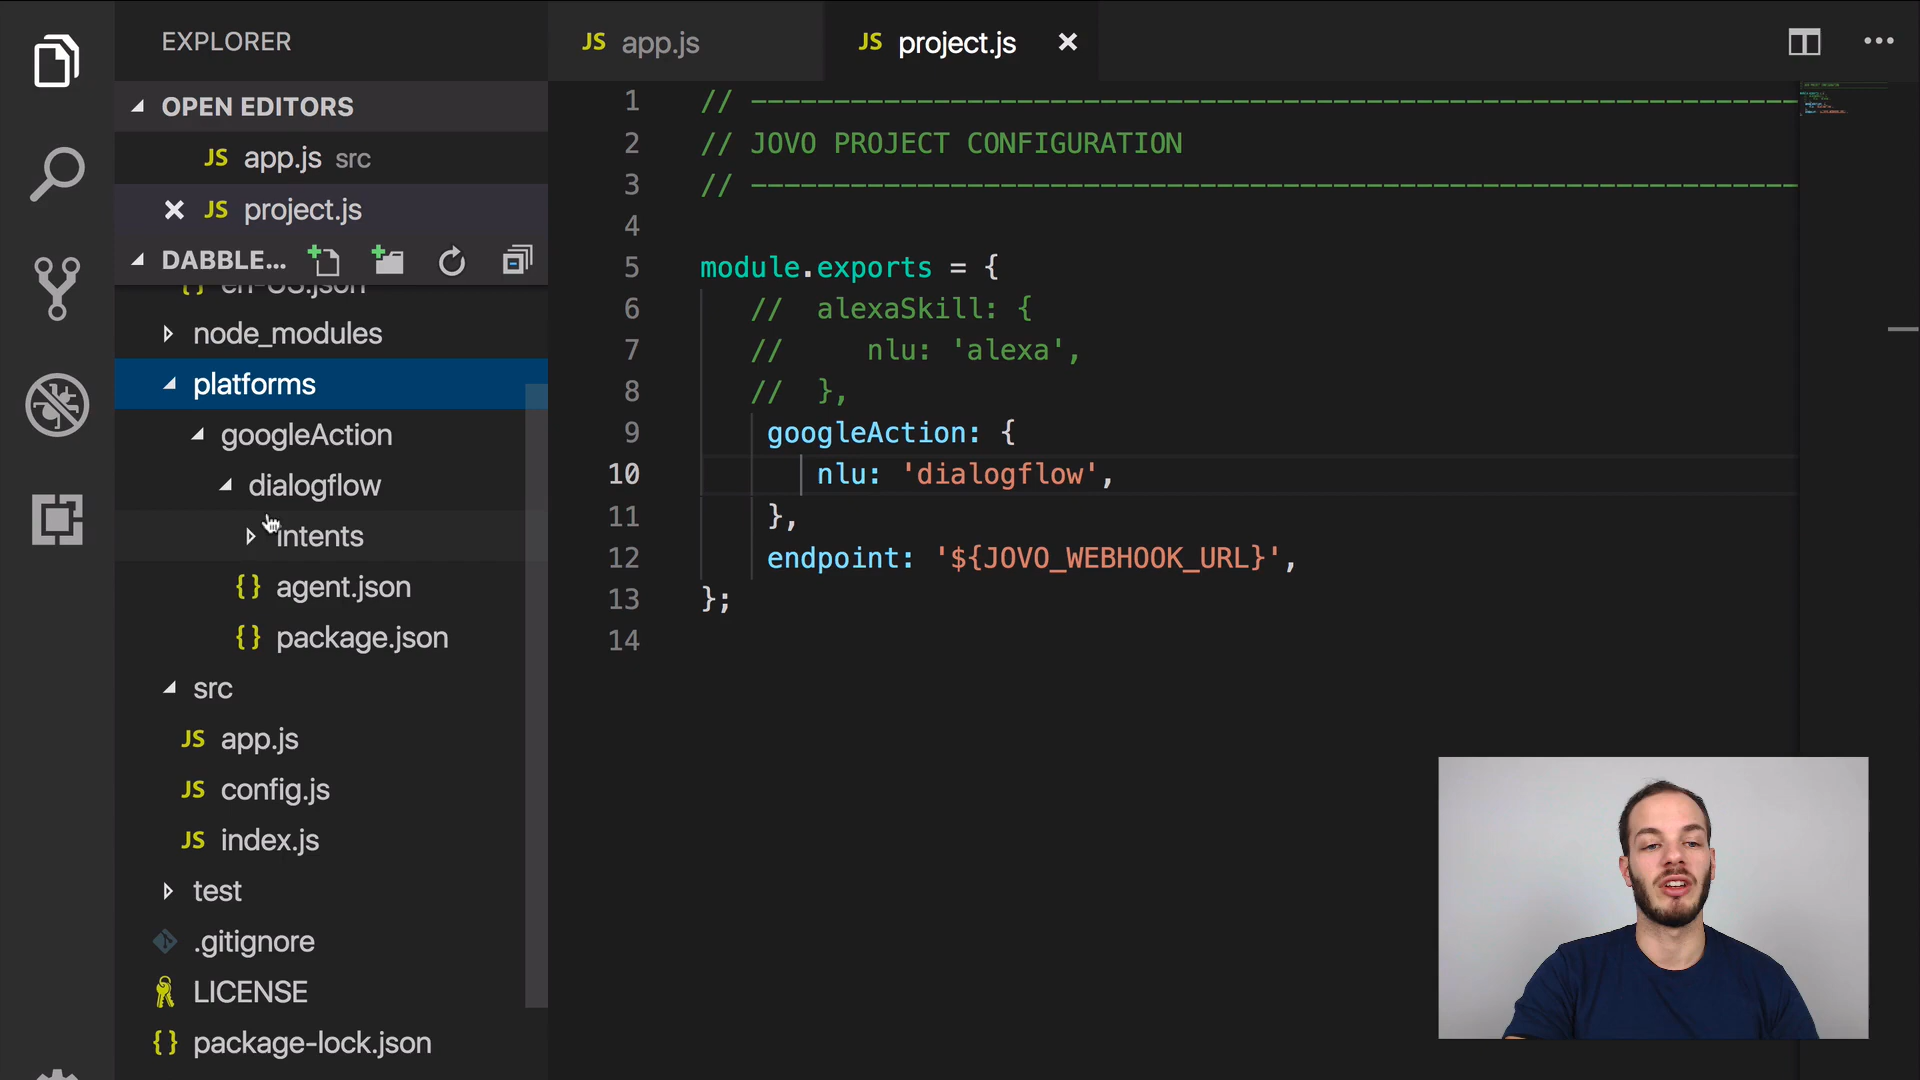 EXPLORER
OPEN EDITORS
JS app.js src
JS project.js
DABBLE...
{} en-US.json
node_modules
platforms
googleAction
dialogflow
intents
{} agent.json
{} package.json
src
JS app.js
JS config.js
JS index.js
test
.gitignore
LICENSE
{} package-lock.json
JS app.js
JS project.js
1 // ---------------------------------------------------------------
2 // JOVO PROJECT CONFIGURATION
3 // ---------------------------------------------------------------
4
5 module.exports = {
6 // alexaSkill: {
7 // nlu: 'alexa',
8 // },
9 googleAction: {
10 nlu: 'dialogflow',
11 },
12 endpoint: '${JOVO_WEBHOOK_URL}',
13 };
14